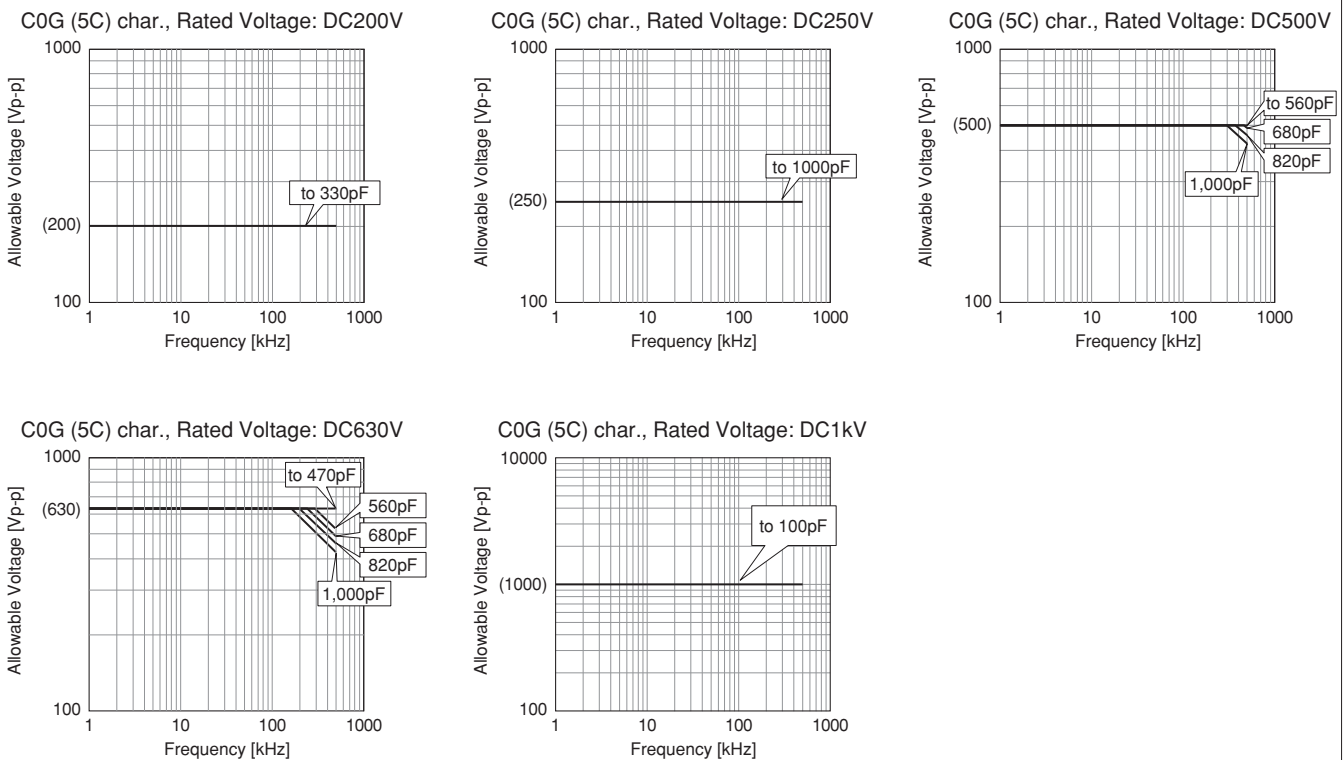 C0G (5C) char., Rated Voltage: DC200V
1000
Allowable Voltage [Vp-p]
to 330pF
(200)
100
1 10 100 1000
Frequency [kHz]
C0G (5C) char., Rated Voltage: DC250V
1000
Allowable Voltage [Vp-p]
to 1000pF
(250)
100
1 10 100 1000
Frequency [kHz]
C0G (5C) char., Rated Voltage: DC500V
1000
Allowable Voltage [Vp-p]
to 560pF
(500)
680pF
820pF
1,000pF
100
1 10 100 1000
Frequency [kHz]
C0G (5C) char., Rated Voltage: DC630V
1000
Allowable Voltage [Vp-p]
to 470pF
(630)
560pF
680pF
820pF
1,000pF
100
1 10 100 1000
Frequency [kHz]
C0G (5C) char., Rated Voltage: DC1kV
10000
Allowable Voltage [Vp-p]
to 100pF
(1000)
100
1 10 100 1000
Frequency [kHz]